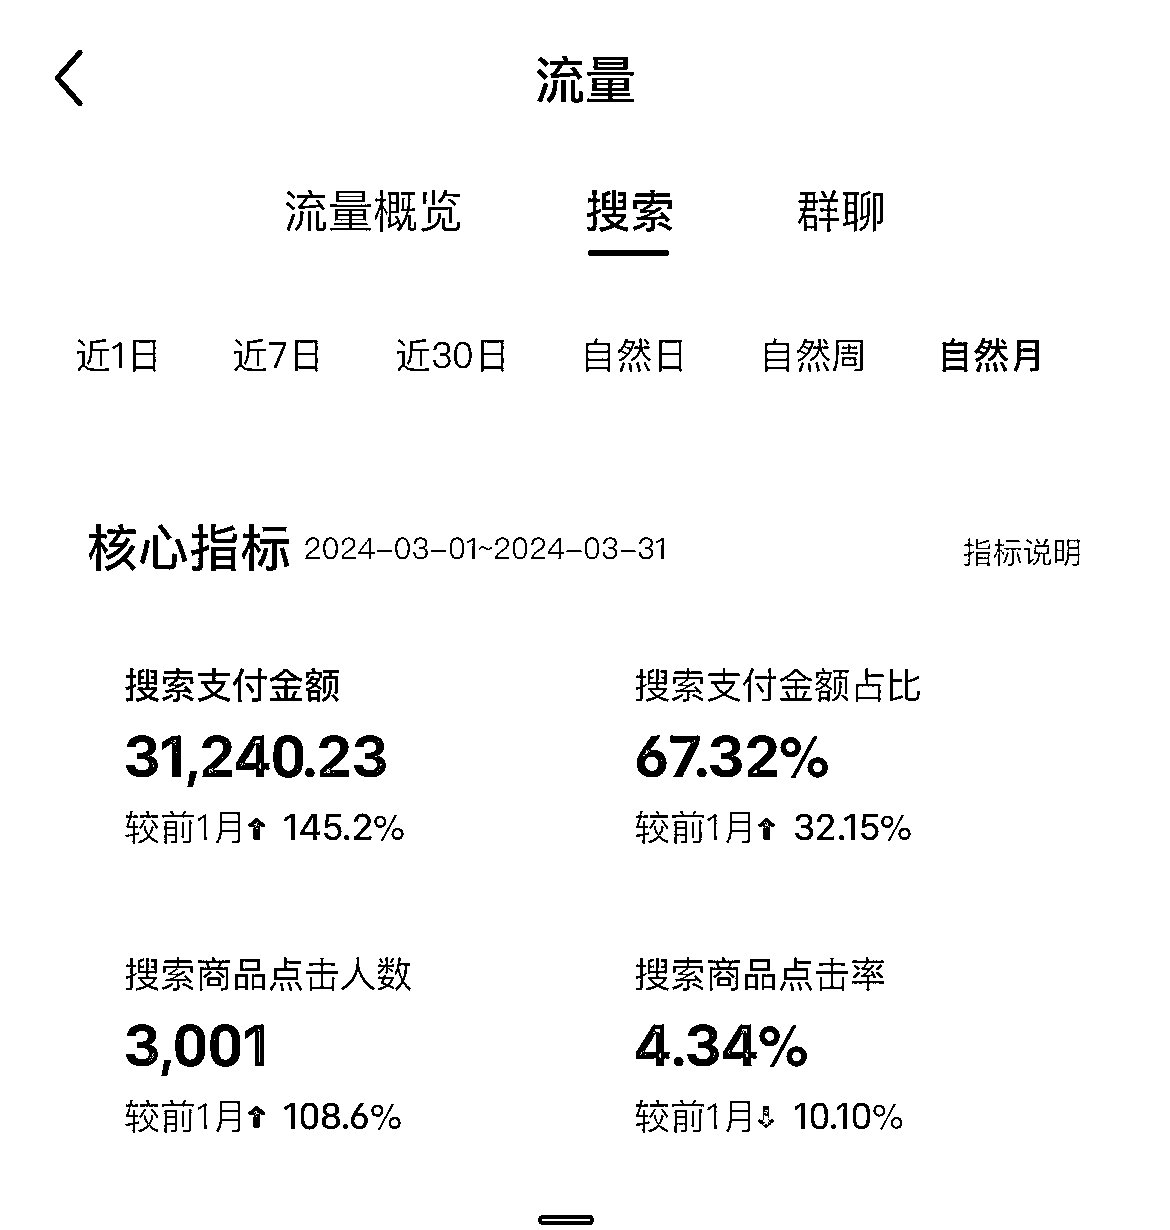 流量
流量概览 搜索 群聊
近1日 近7日 近30日 自然日 自然周 自然月
核心指标 2024-03-01~2024-03-31 指标说明
搜索支付金额 搜索支付金额占比
31,240.23 67.32%
较前1月↑ 145.2% 较前1月↑ 32.15%
搜索商品点击人数 搜索商品点击率
3,001 4.34%
较前1月↑ 108.6% 较前1月↓ 10.10%